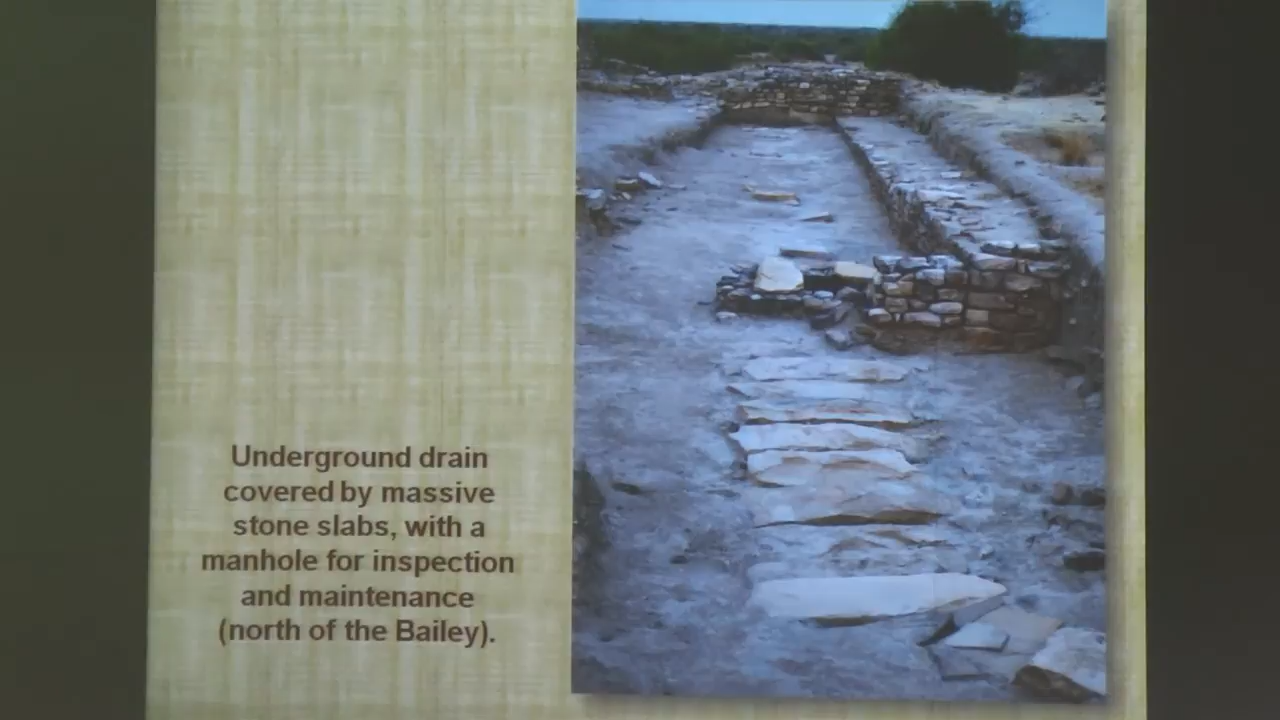 Underground drain
covered by massive
stone slabs, with a
manhole for inspection
and maintenance
(north of the Bailey).